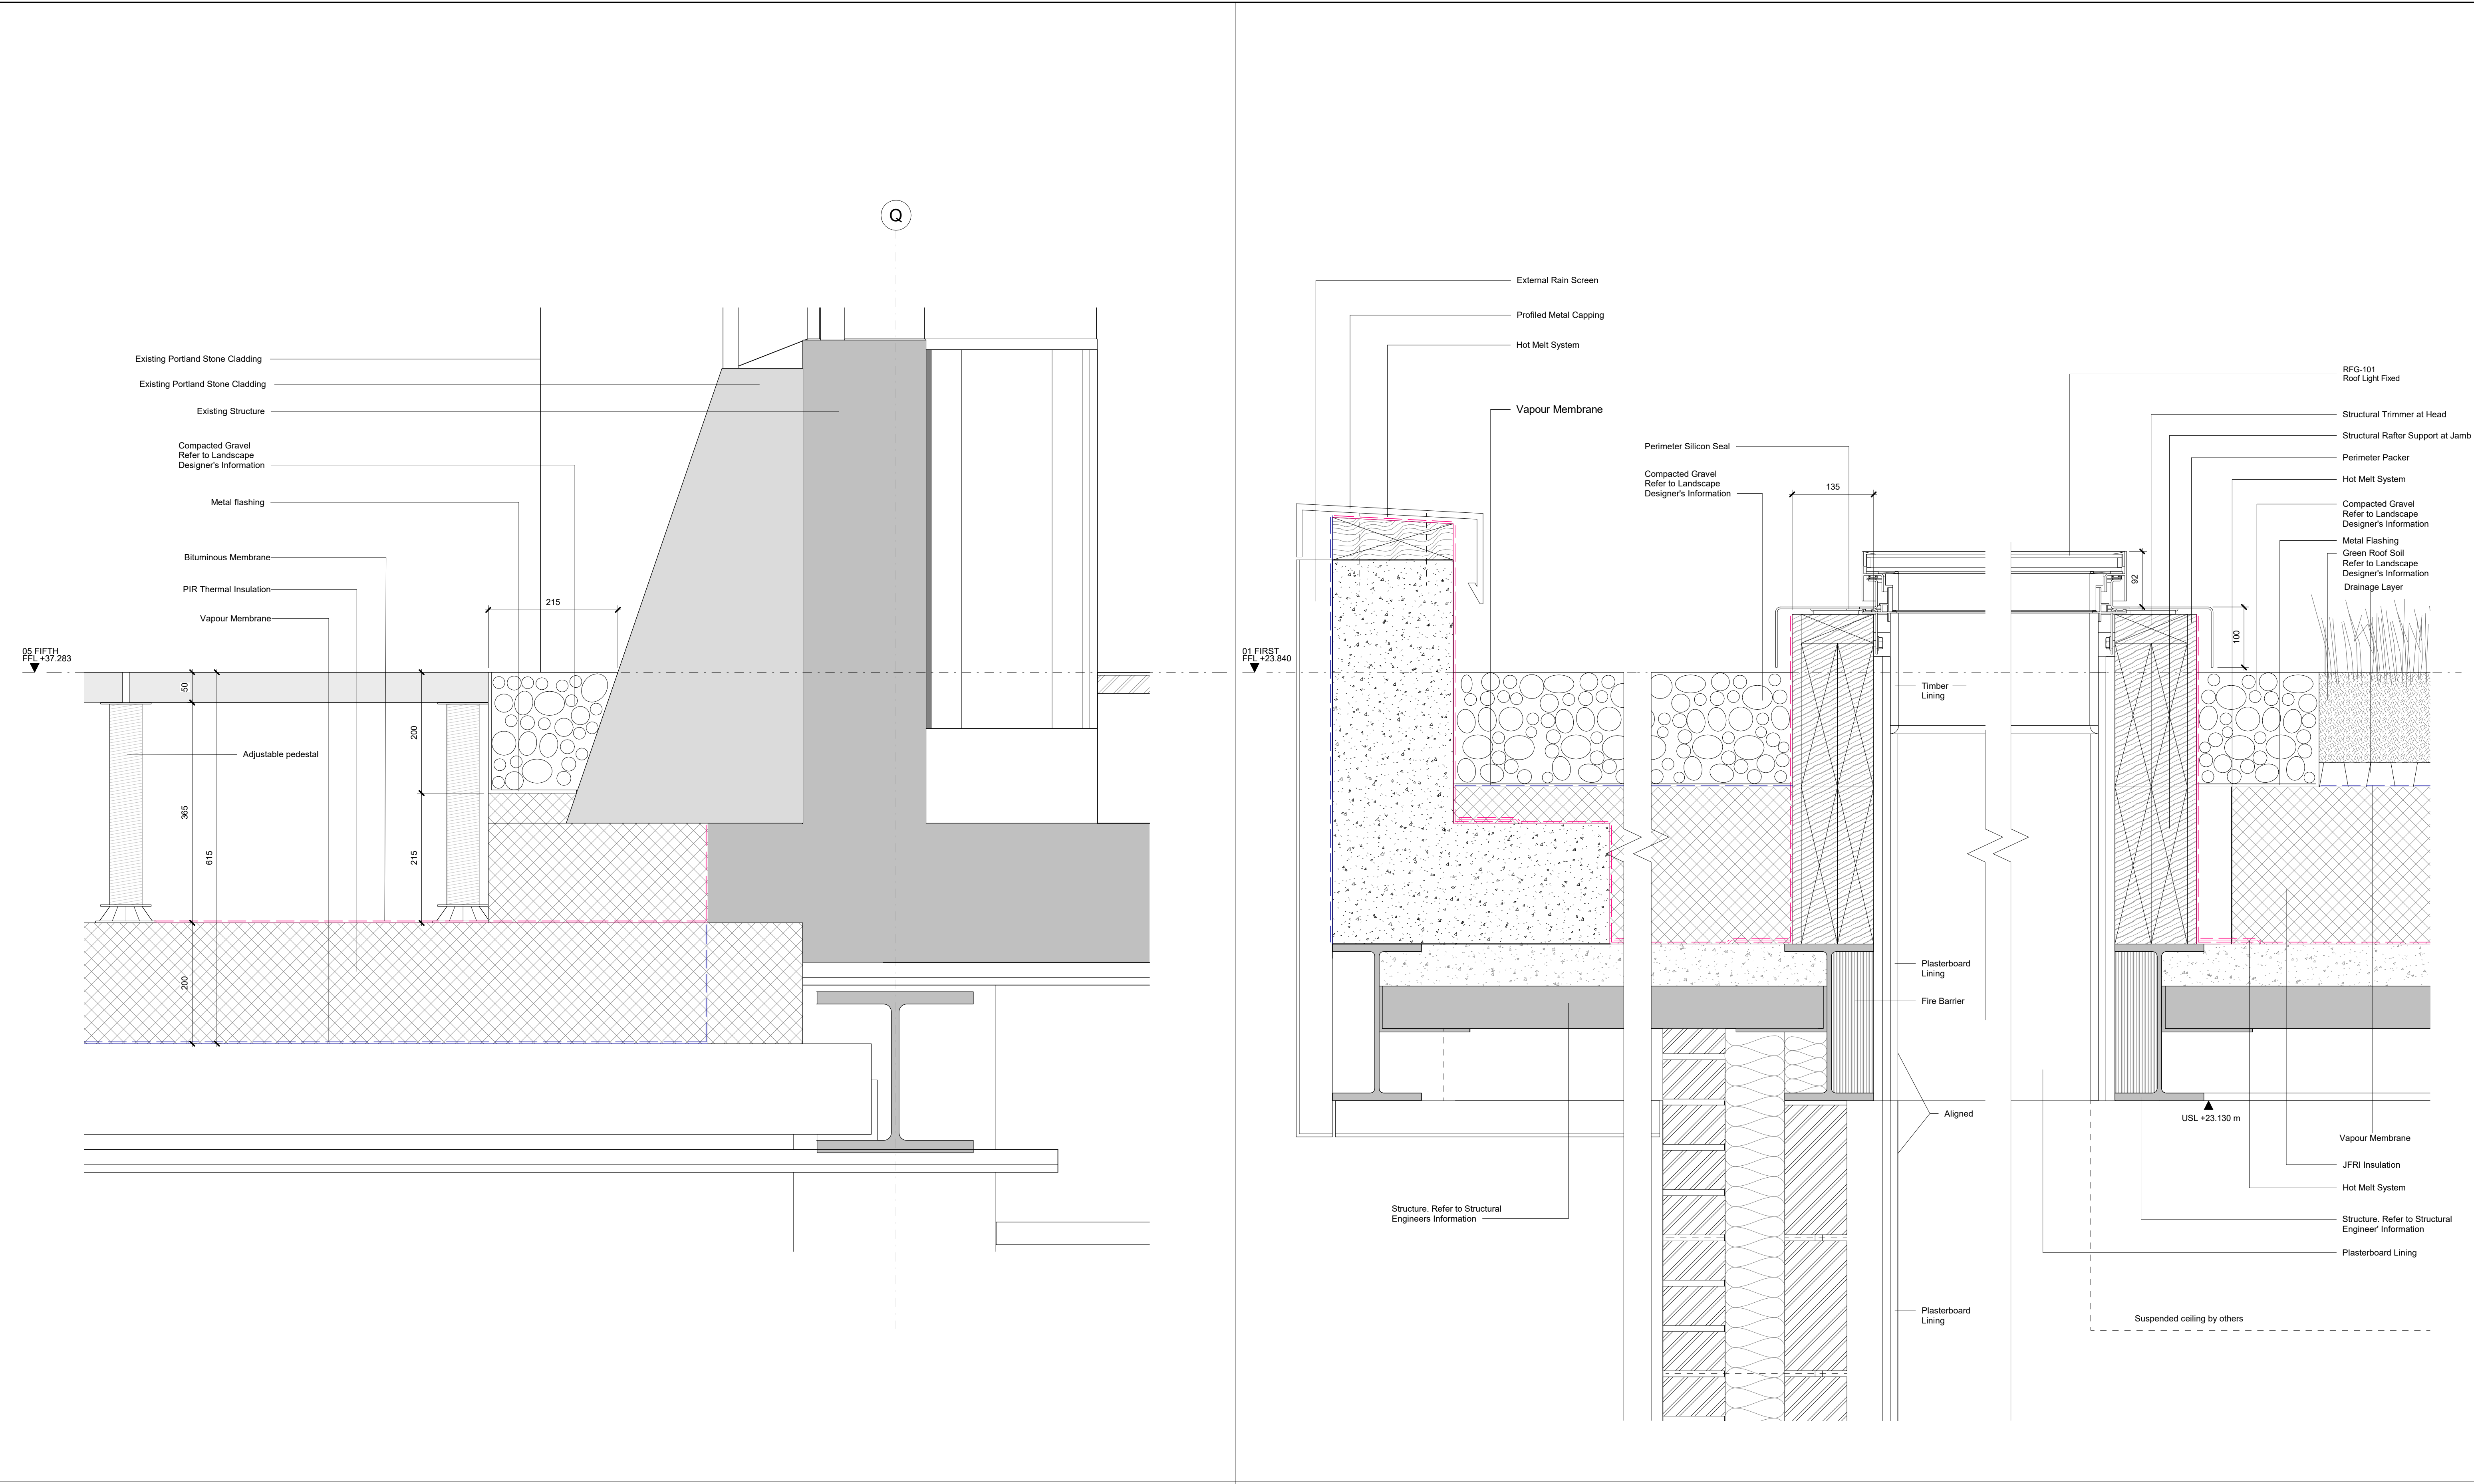 Q
Existing Portland Stone Cladding
Existing Portland Stone Cladding
Existing Structure
Compacted Gravel
Refer to Landscape
Designer's Information
Metal flashing
Bituminous Membrane
PIR Thermal Insulation
Vapour Membrane
215
05 FIFTH
FFL +37.283
50
200
365
615
215
200
Adjustable pedestal
External Rain Screen
Profiled Metal Capping
Hot Melt System
Vapour Membrane
Perimeter Silicon Seal
Compacted Gravel
Refer to Landscape
Designer's Information
135
01 FIRST
FFL +23.840
RFG-101
Roof Light Fixed
Structural Trimmer at Head
Structural Rafter Support at Jamb
Perimeter Packer
Hot Melt System
Compacted Gravel
Refer to Landscape
Designer's Information
Metal Flashing
Green Roof Soil
Refer to Landscape
Designer's Information
Drainage Layer
92
100
Timber
Lining
Plasterboard
Lining
Fire Barrier
Aligned
USL +23.130 m
Vapour Membrane
JFRI Insulation
Hot Melt System
Structure. Refer to Structural
Engineer' Information
Plasterboard Lining
Structure. Refer to Structural
Engineers Information
Plasterboard
Lining
Suspended ceiling by others